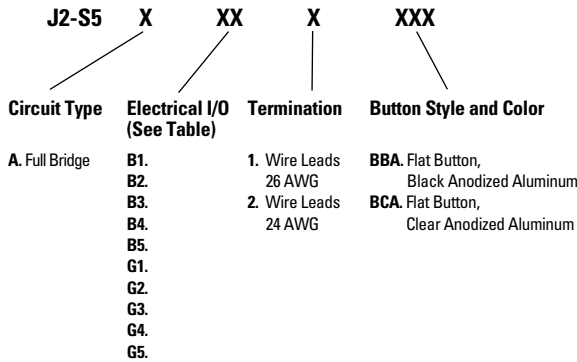 J2-S5 X XX X XXX
Circuit Type
A. Full Bridge
Electrical I/O
(See Table)
B1.
B2.
B3.
B4.
B5.
G1.
G2.
G3.
G4.
G5.
Termination
1. Wire Leads
26 AWG
2. Wire Leads
24 AWG
Button Style and Color
BBA. Flat Button,
Black Anodized Aluminum
BCA. Flat Button,
Clear Anodized Aluminum